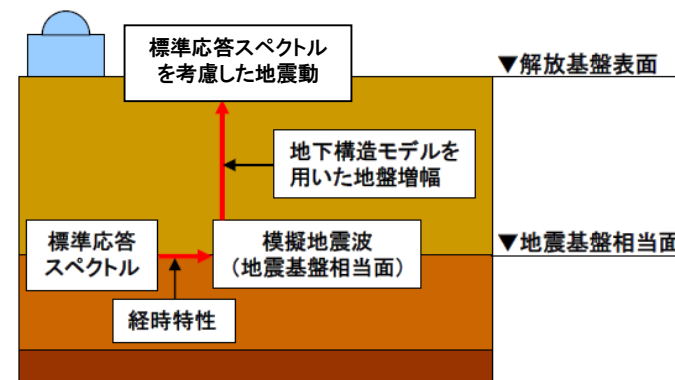 標準応答スペクトル
を考慮した地震動
▼解放基盤表面
地下構造モデルを
用いた地盤増幅
標準応答
スペクトル
模擬地震波
（地震基盤相当面）
▼地震基盤相当面
経時特性